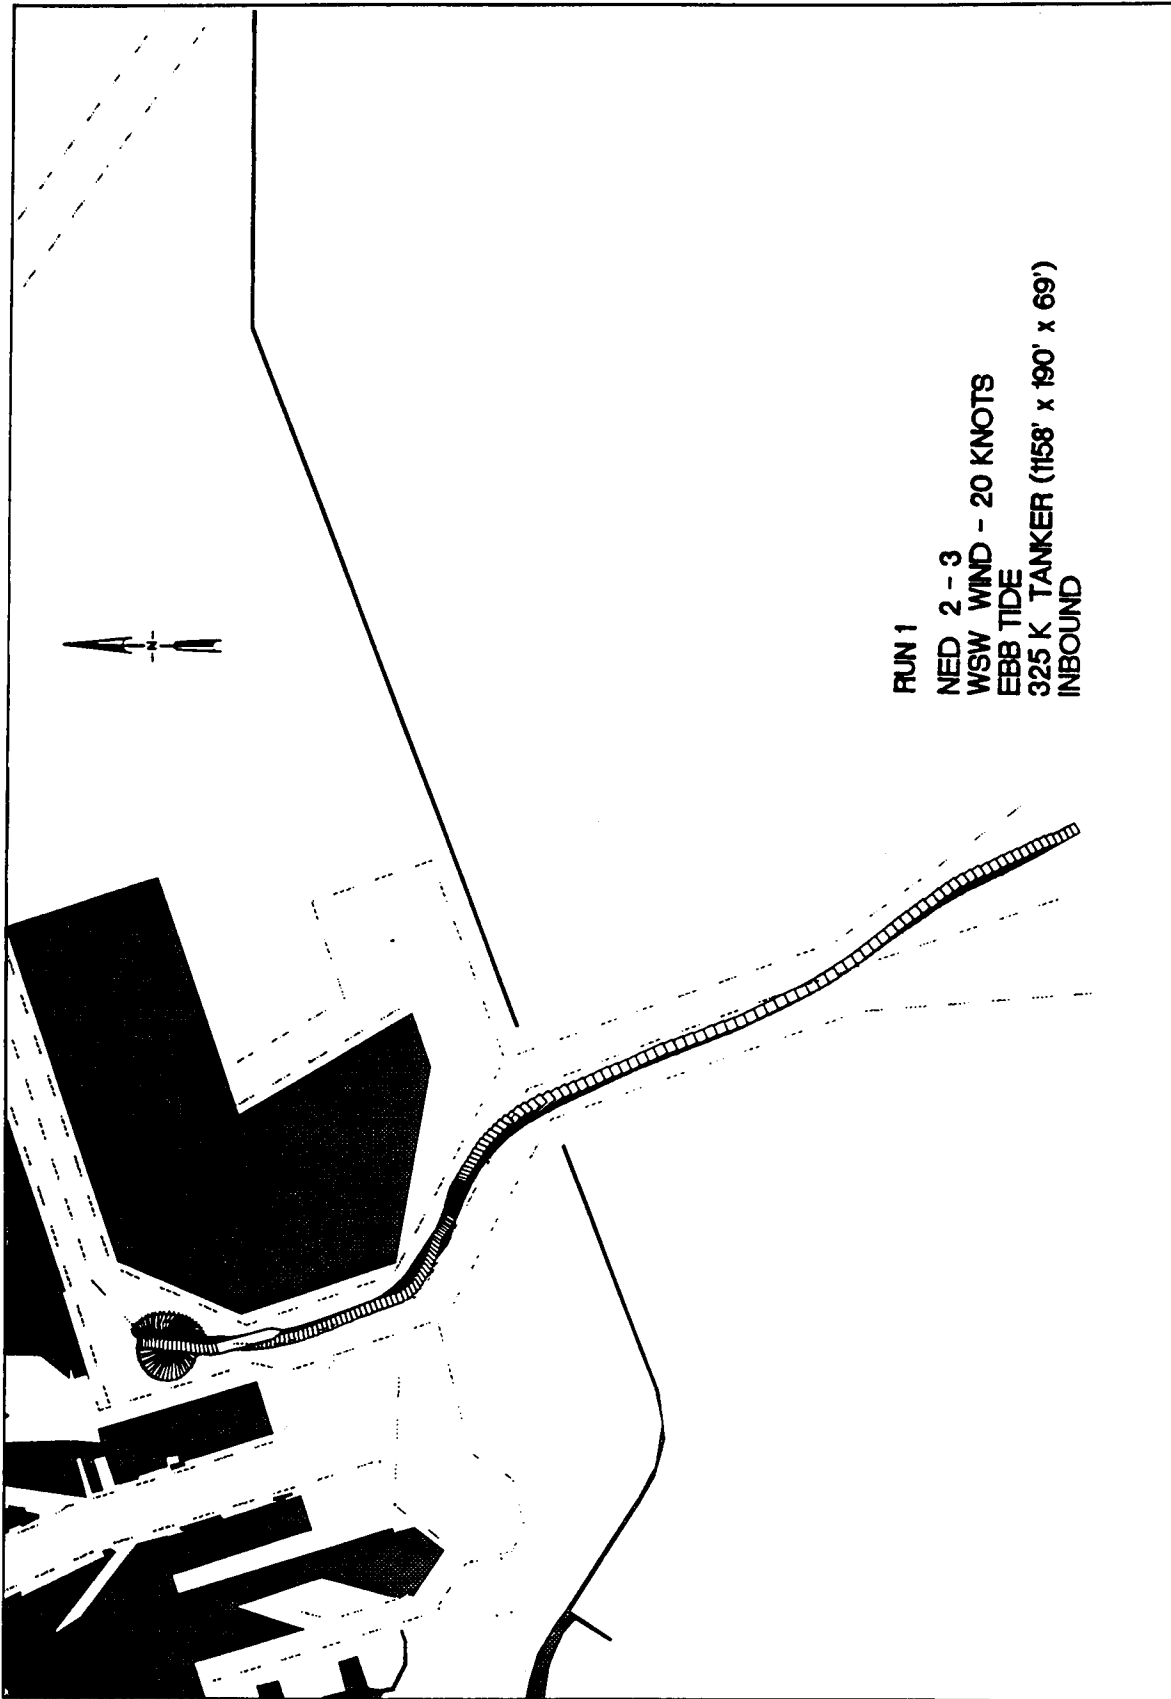 N
RUN 1
NED 2 - 3
WSW WIND - 20 KNOTS
EBB TIDE
325 K TANKER (1158' x 190' x 69')
INBOUND